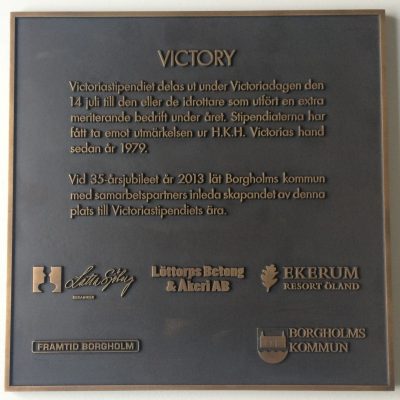 VICTORY
Victoriastipendiet delas ut under Victoriadagen den
14 juli till den eller de idrottare som utfört en extra
meriterande bedrift under året. Stipendiaterna har
fått ta emot utmärkelsen ur H.K.H. Victorias hand
sedan år 1979.
Vid 35-årsjubileet år 2013 lät Borgholms kommun
med samarbetspartners inleda skapandet av denna
plats till Victoriastipendiets ära.
Löttorps Betong
& Åkeri AB
EKERUM
RESORT ÖLAND
FRAMTID BORGHOLM
BORGHOLMS
KOMMUN